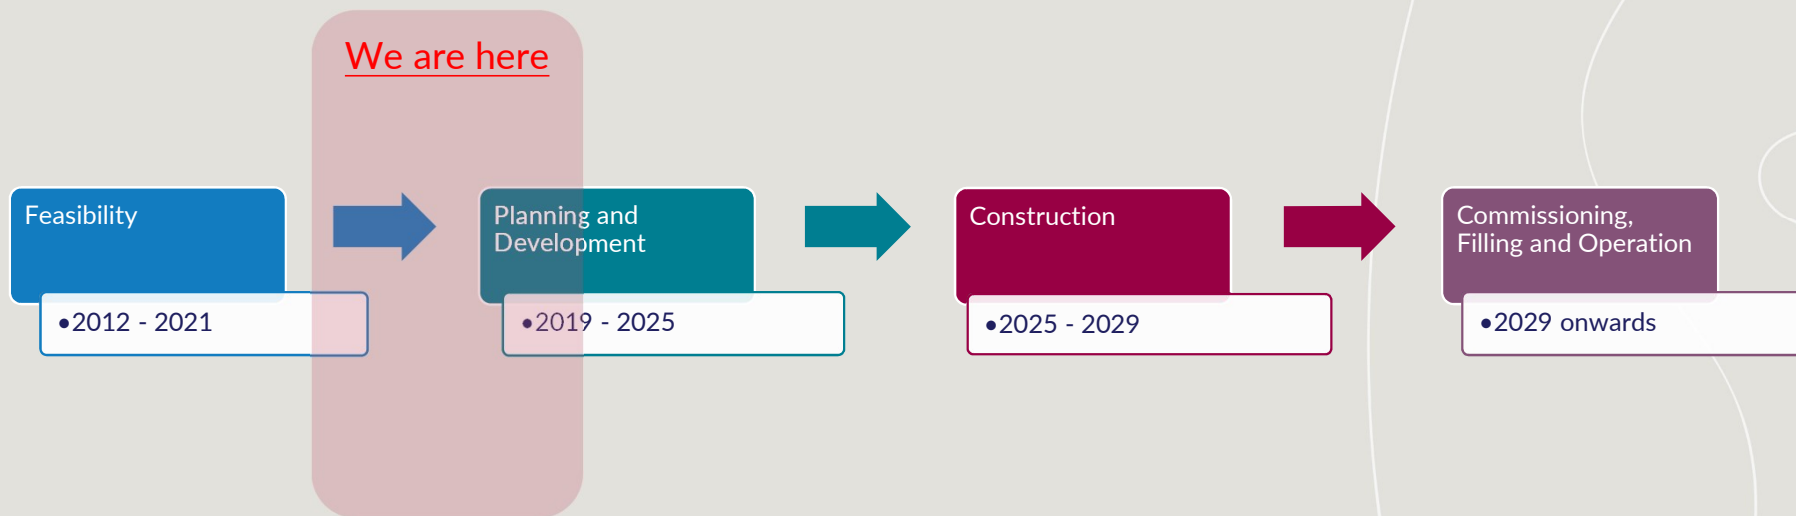 We are here
Feasibility
•2012 - 2021
Planning and
Development
•2019 - 2025
Construction
•2025 - 2029
Commissioning,
Filling and Operation
•2029 onwards